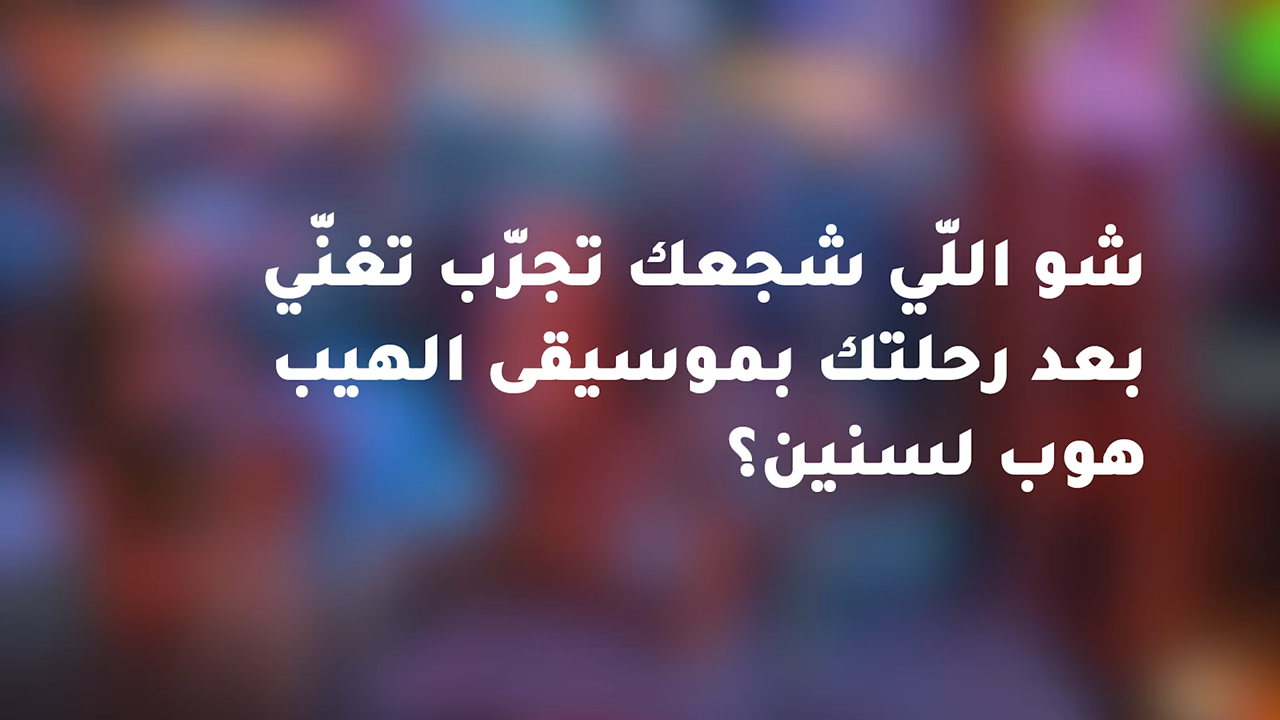 شو اللّي شجعك تجرّب تغنّي
بعد رحلتك بموسيقى الهيب
هوب لسنين؟